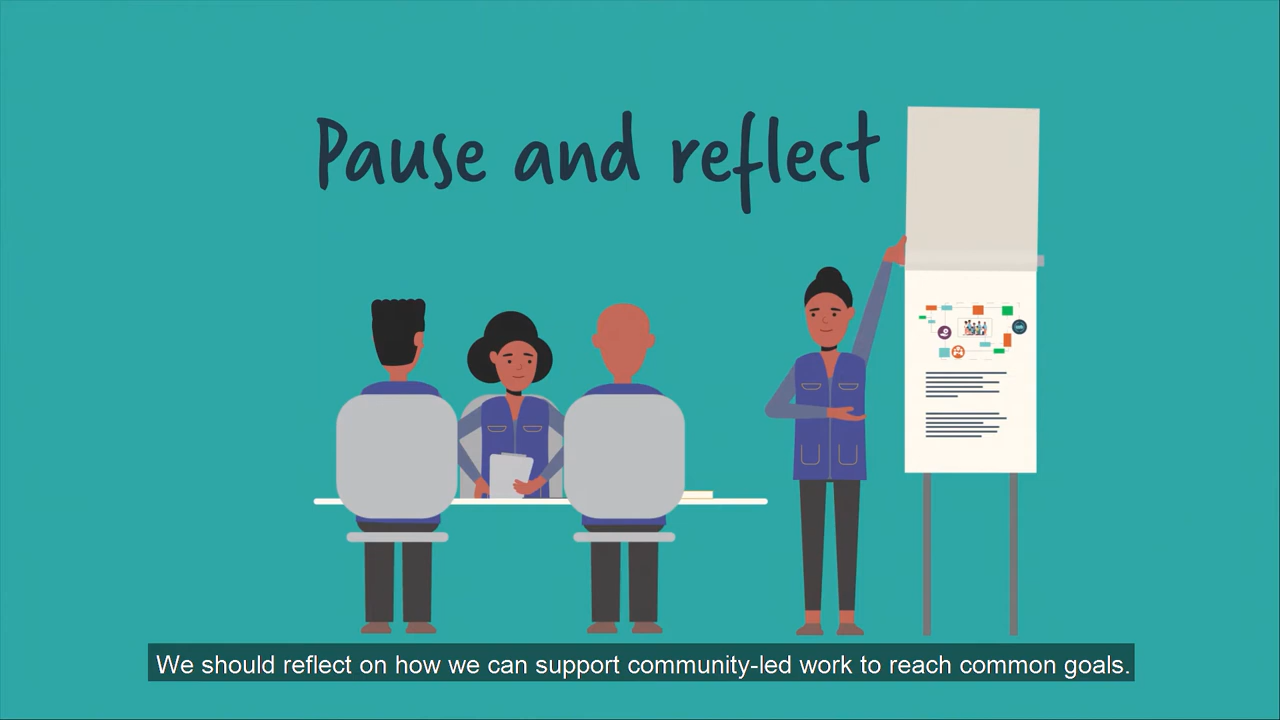 Pause and reflect
We should reflect on how we can support community-led work to reach common goals.